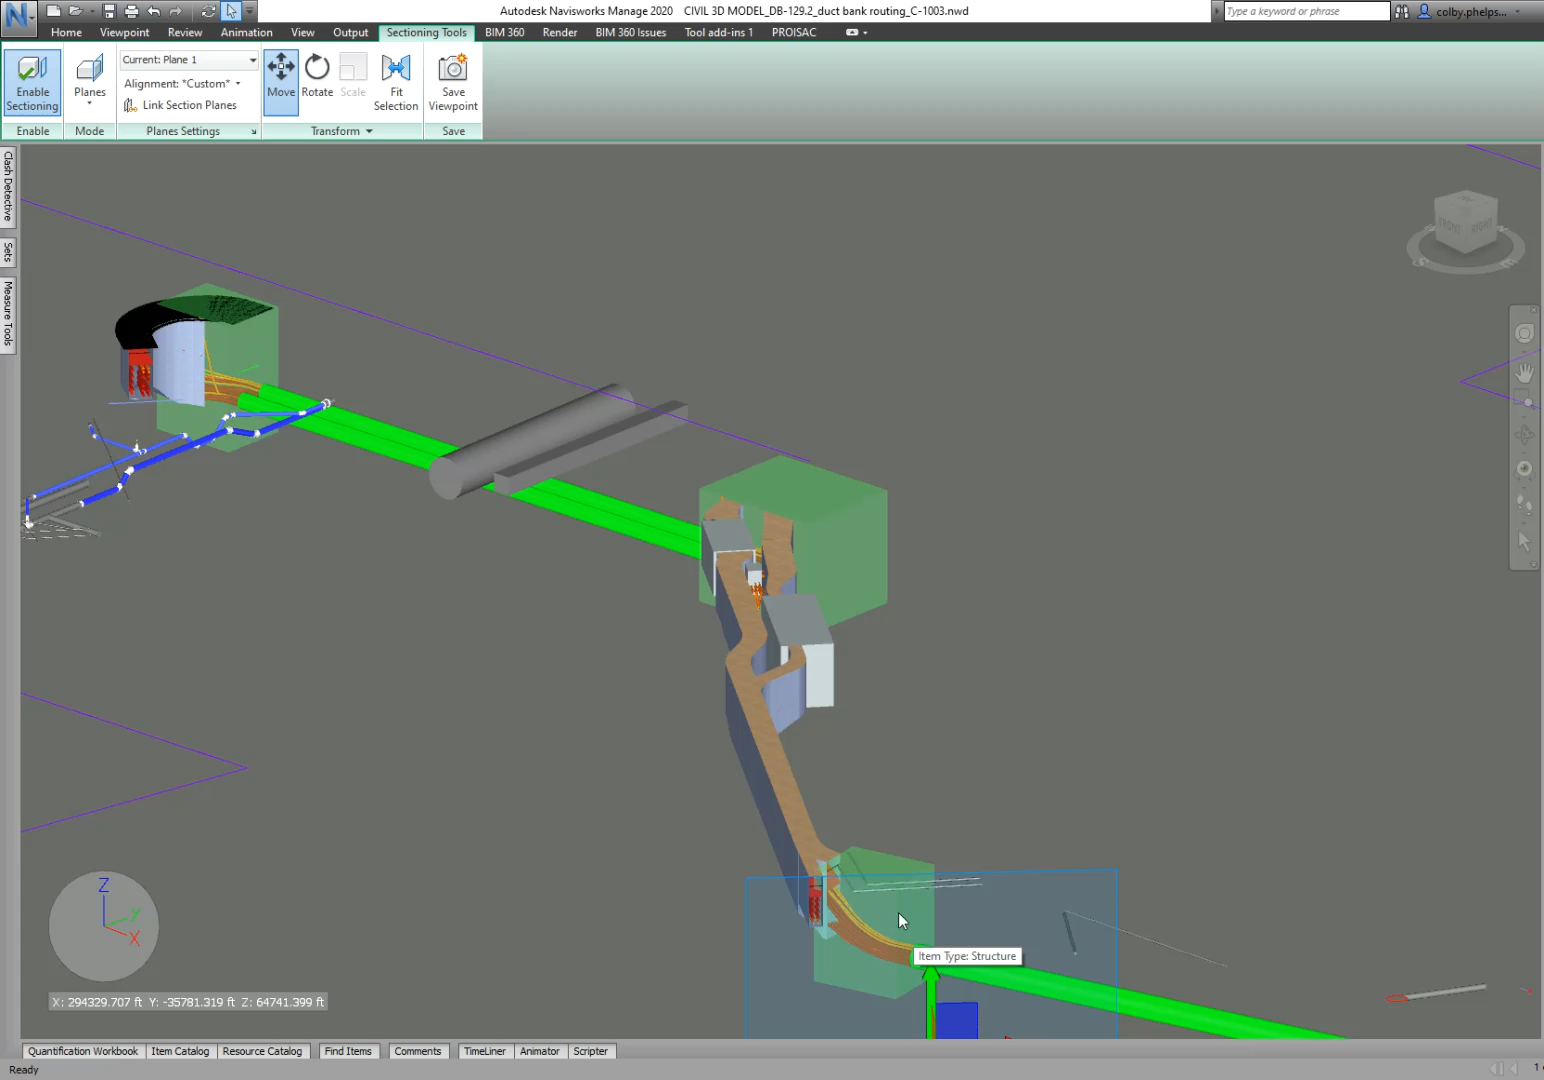 Autodesk Navisworks Manage 2020 CIVIL 3D MODEL_DB-129.2_duct bank routing_C-1003.nwd
Type a keyword or phrase
colby.phelps...
Home Viewpoint Review Animation View Output Sectioning Tools BIM 360 Render BIM 360 Issues Tool add-ins 1 PROISAC
Enable Sectioning
Planes
Current: Plane 1
Alignment: *Custom*
Link Section Planes
Move Rotate Scale
Fit Selection
Save Viewpoint
Enable Mode Planes Settings Transform Save
Clash Detective
Sets
Measure Tools
FRONT RIGHT
Item Type: Structure
Z
Y
X
X: 294329.707 ft Y: -35781.319 ft Z: 64741.399 ft
Quantification Workbook Item Catalog Resource Catalog Find Items Comments TimeLiner Animator Scripter
Ready
1